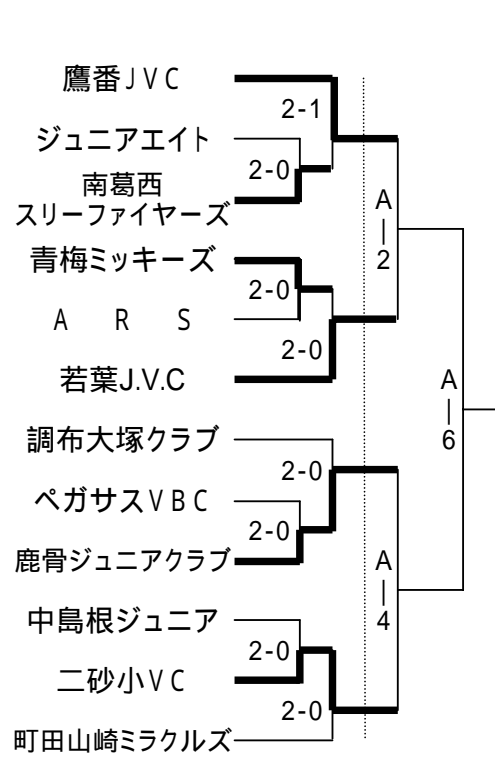 鷹番JVC
2-1
ジュニアエイト
2-0
南葛西
スリーファイヤーズ
A
|
2
青梅ミッキーズ
2-0
A R S
2-0
若葉J.V.C
A
|
6
調布大塚クラブ
2-0
ペガサスVBC
2-0
鹿骨ジュニアクラブ
A
|
4
中島根ジュニア
2-0
二砂小VC
2-0
町田山崎ミラクルズ